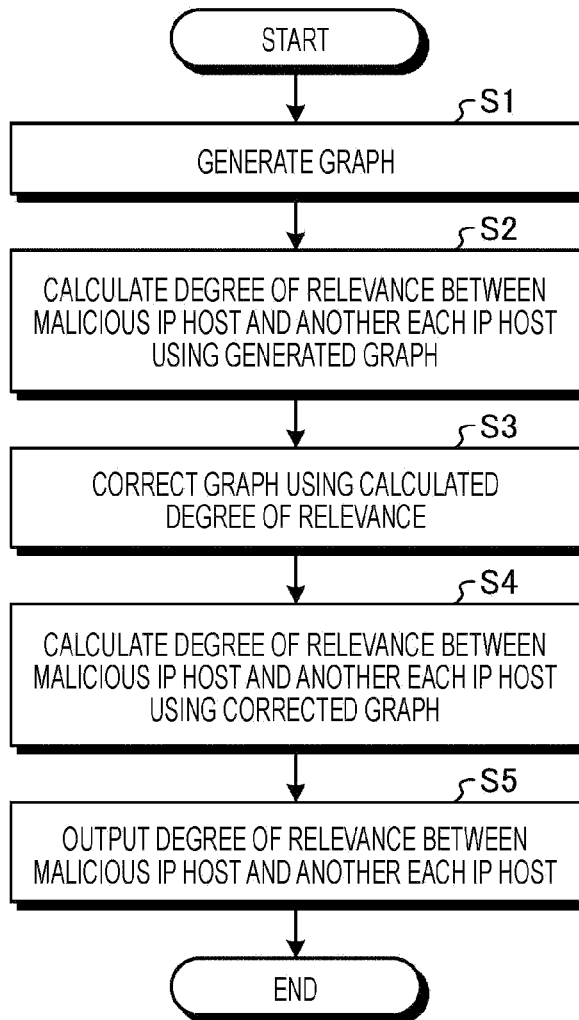 START
S1
GENERATE GRAPH
S2
CALCULATE DEGREE OF RELEVANCE BETWEEN
MALICIOUS IP HOST AND ANOTHER EACH IP HOST
USING GENERATED GRAPH
S3
CORRECT GRAPH USING CALCULATED
DEGREE OF RELEVANCE
S4
CALCULATE DEGREE OF RELEVANCE BETWEEN
MALICIOUS IP HOST AND ANOTHER EACH IP HOST
USING CORRECTED GRAPH
S5
OUTPUT DEGREE OF RELEVANCE BETWEEN
MALICIOUS IP HOST AND ANOTHER EACH IP HOST
END